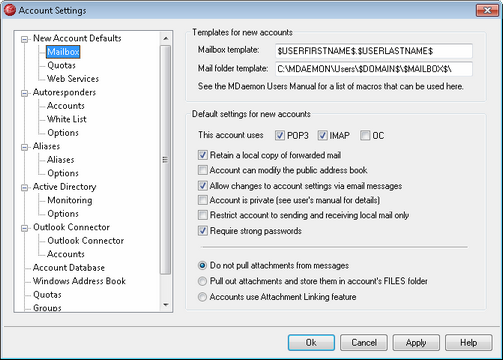 Account Settings
New Account Defaults
Mailbox
Quotas
Web Services
Autoresponders
Accounts
White List
Options
Aliases
Aliases
Options
Active Directory
Monitoring
Options
Outlook Connector
Outlook Connector
Accounts
Account Database
Windows Address Book
Quotas
Groups
Templates for new accounts
Mailbox template: $USERFIRSTNAME$.$USERLASTNAME$
Mail folder template: C:\MDAEMON\Users\$DOMAIN$\$MAILBOX$\
See the MDaemon Users Manual for a list of macros that can be used here.
Default settings for new accounts
This account uses POP3 IMAP OC
Retain a local copy of forwarded mail
Account can modify the public address book
Allow changes to account settings via email messages
Account is private (see user's manual for details)
Restrict account to sending and receiving local mail only
Require strong passwords
Do not pull attachments from messages
Pull out attachments and store them in account's FILES folder
Accounts use Attachment Linking feature
Ok Cancel Apply Help